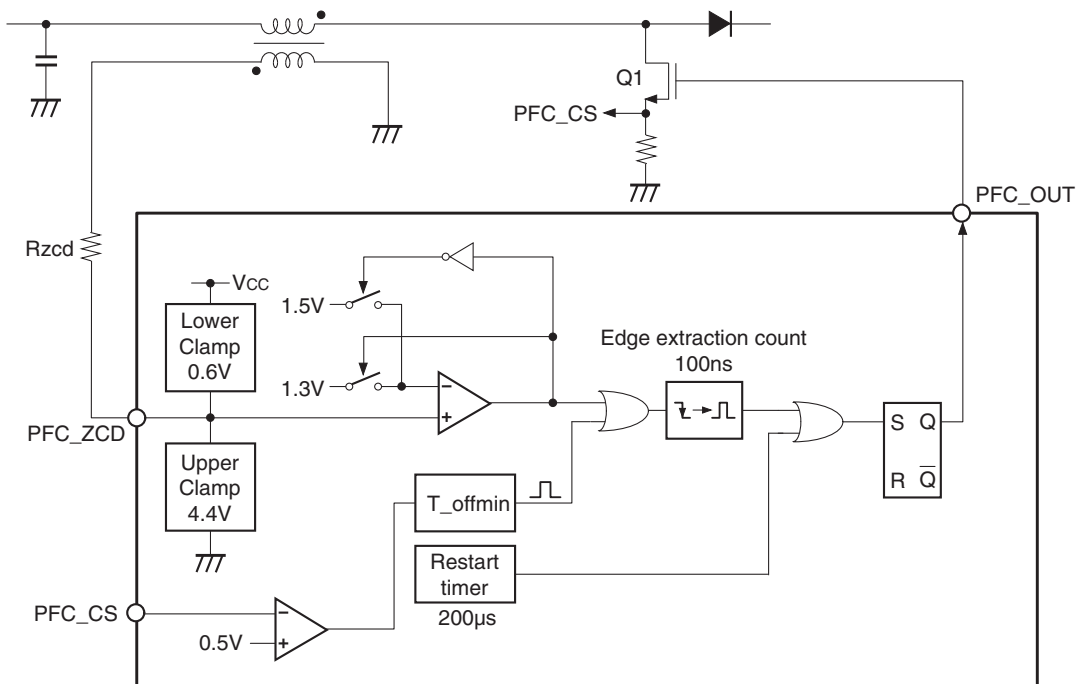 Q1
PFC_CS
PFC_OUT
Rzcd
VCC
Lower
Clamp
0.6V
1.5V
1.3V
Edge extraction count
100ns
−
+
PFC_ZCD
Upper
Clamp
4.4V
T_offmin
S Q
R Q̅
Restart
timer
200µs
PFC_CS
0.5V
−
+